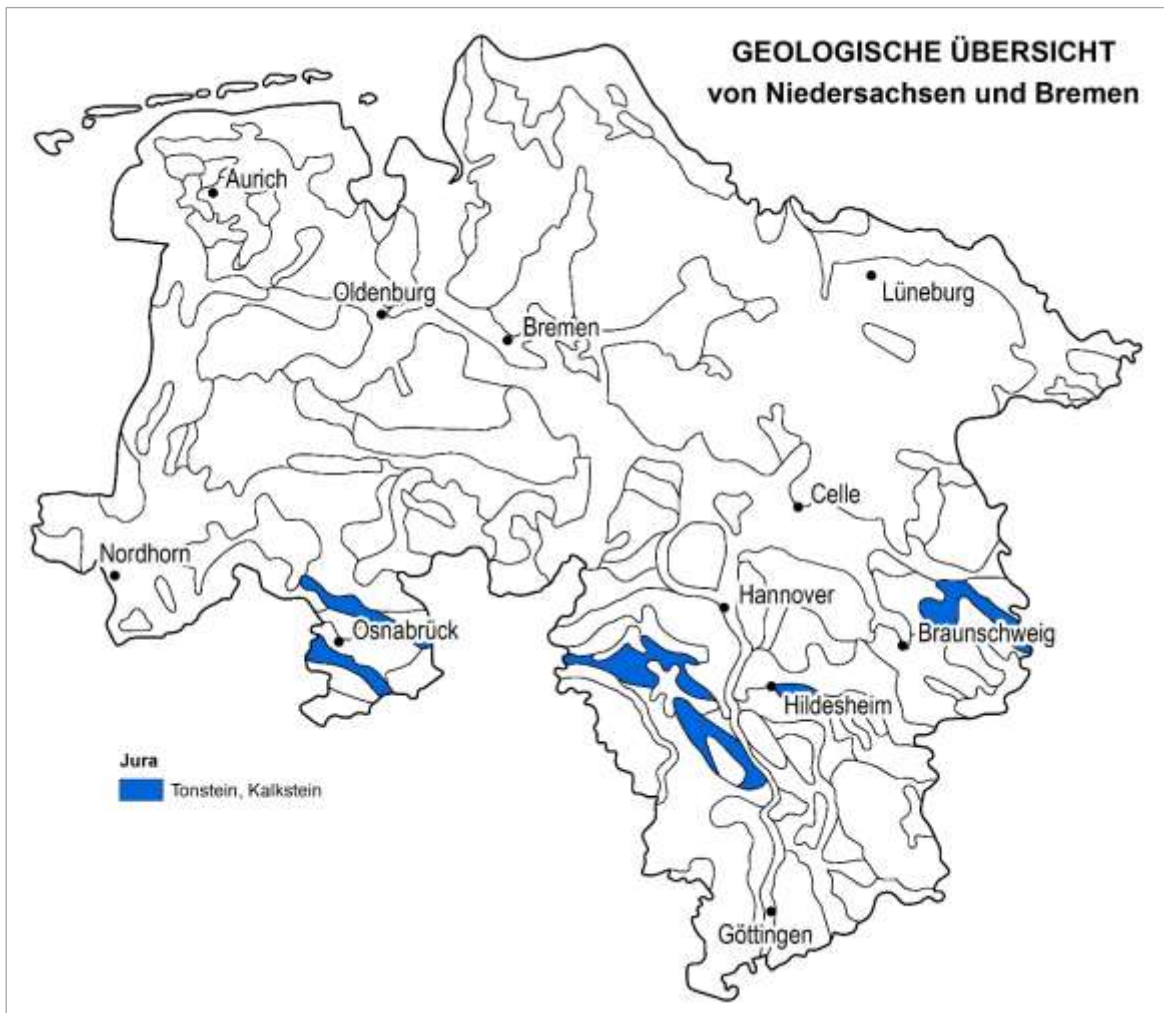 GEOLOGISCHE ÜBERSICHT
von Niedersachsen und Bremen
Aurich
Oldenburg
Bremen
Lüneburg
Celle
Nordhorn
Hannover
Osnabrück
Braunschweig
Hildesheim
Jura
Tonstein, Kalkstein
Göttingen